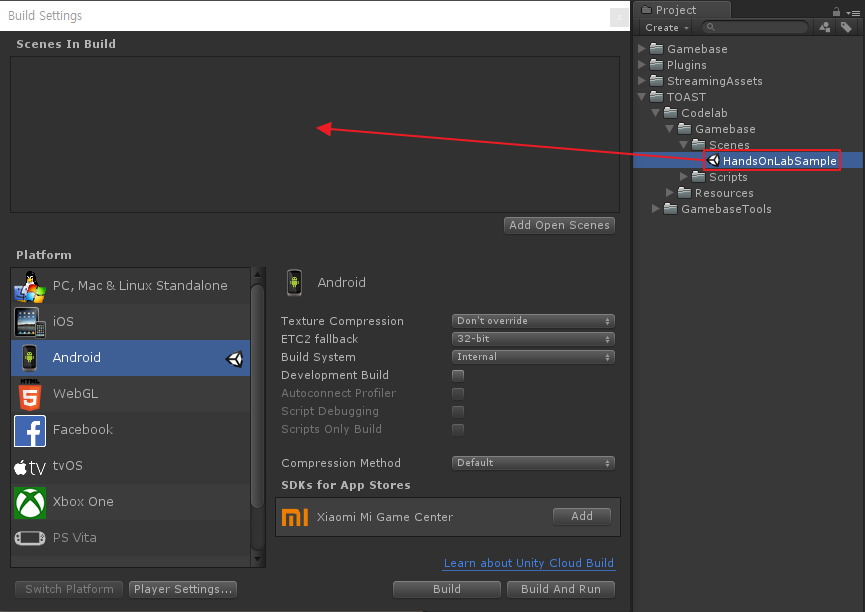 Build Settings
Scenes In Build
Add Open Scenes
Platform
PC, Mac & Linux Standalone
iOS
Android
HTML
5
WebGL
f
Facebook
tv
tvOS
Xbox One
PS Vita
Switch Platform
Player Settings...
Android
Texture Compression
Don't override
ETC2 fallback
32-bit
Build System
Internal
Development Build
Autoconnect Profiler
Script Debugging
Scripts Only Build
Compression Method
Default
SDKs for App Stores
mi
Xiaomi Mi Game Center
Add
Learn about Unity Cloud Build
Build
Build And Run
Project
Create
Gamebase
Plugins
StreamingAssets
TOAST
Codelab
Gamebase
Scenes
HandsOnLabSample
Scripts
Resources
GamebaseTools